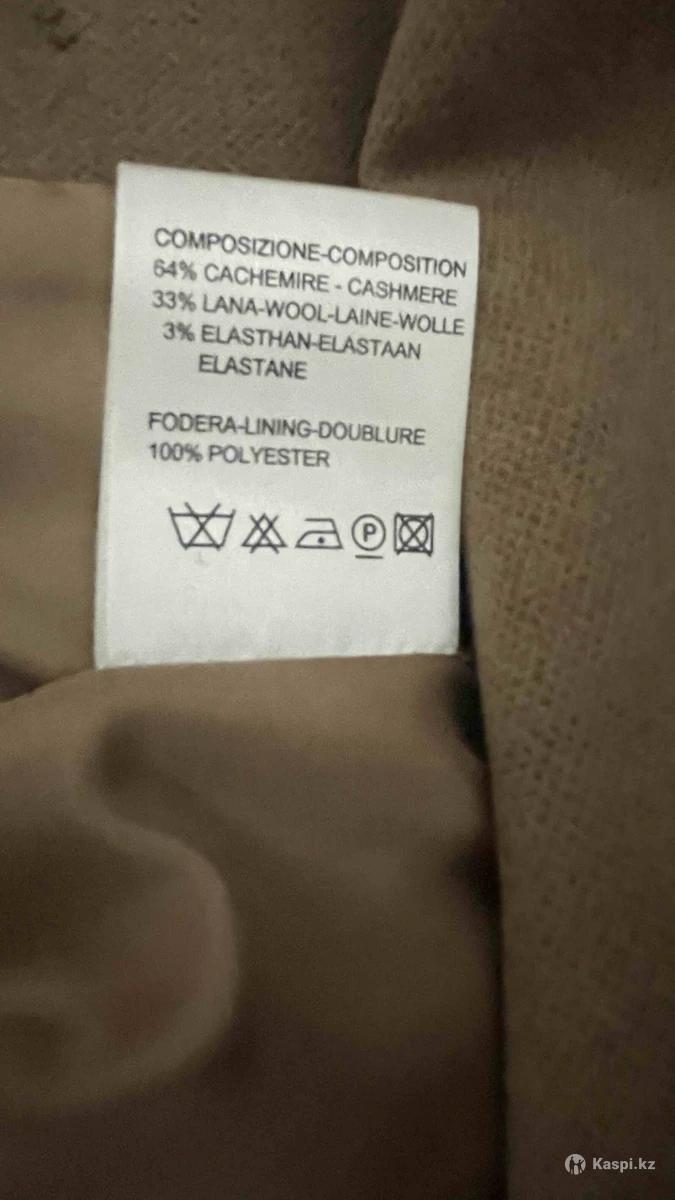 COMPOSIZIONE-COMPOSITION
64% CACHEMIRE - CASHMERE
33% LANA-WOOL-LAINE-WOLLE
3% ELASTHAN-ELASTAAN
ELASTANE
FODERA-LINING-DOUBLURE
100% POLYESTER
P
Kaspi.kz